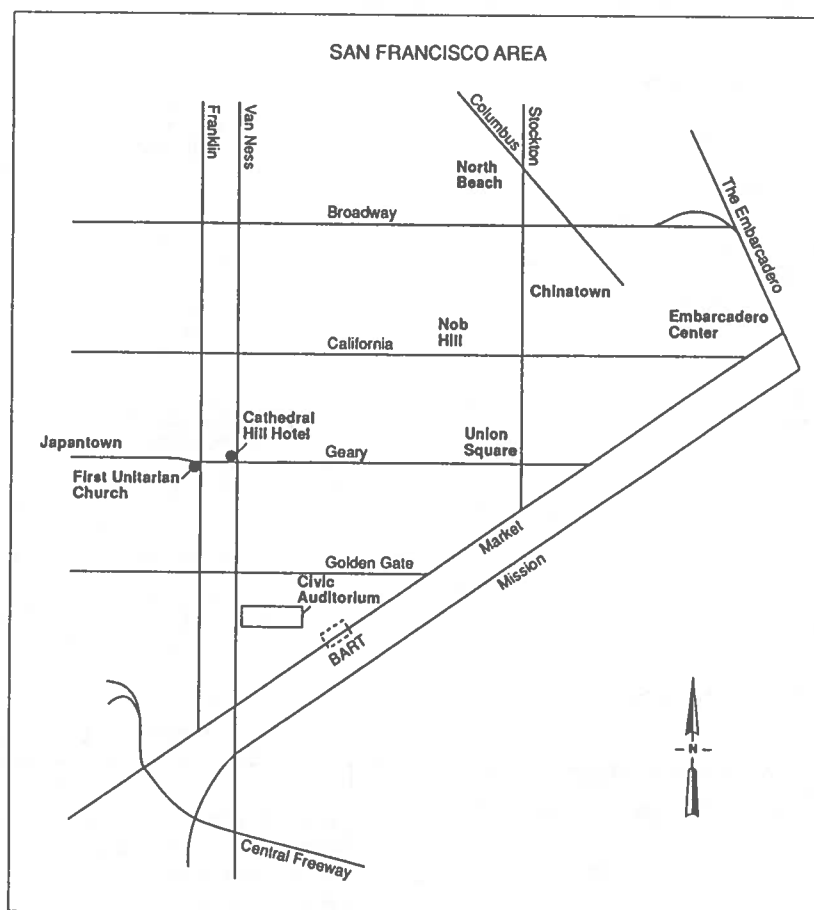 SAN FRANCISCO AREA
Franklin
Van Ness
Columbus
Stockton
North
Beach
The Embarcadero
Broadway
Chinatown
Nob
Hill
Embarcadero
Center
California
Cathedral
Hill Hotel
Japantown
Geary
Union
Square
First Unitarian
Church
Market
Mission
Golden Gate
Civic
Auditorium
BART
N
Central Freeway